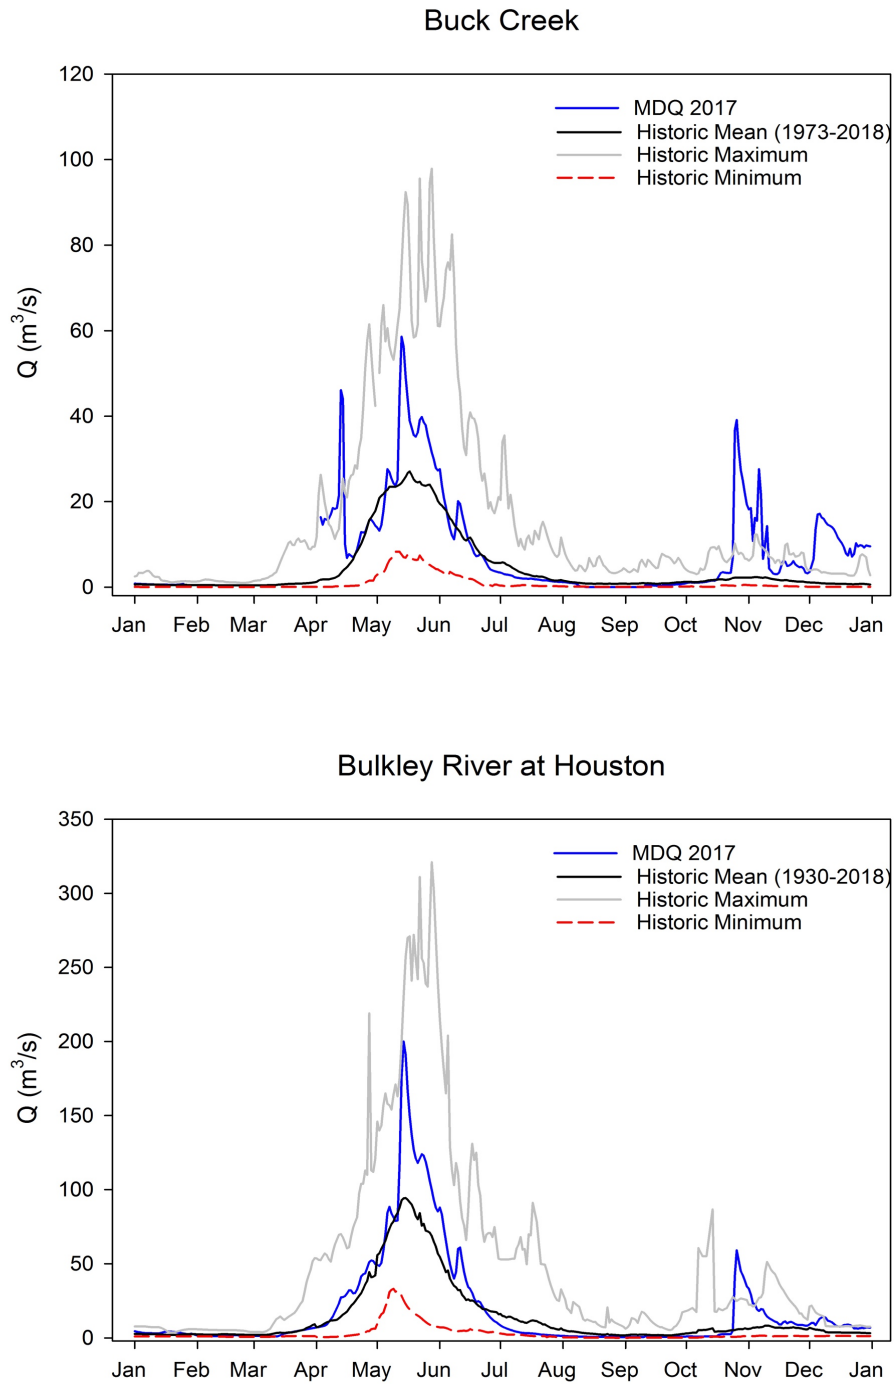 Buck Creek
120
100
80
60
40
20
0
Q (m³/s)
MDQ 2017
Historic Mean (1973-2018)
Historic Maximum
Historic Minimum
Jan Feb Mar Apr May Jun Jul Aug Sep Oct Nov Dec Jan
Bulkley River at Houston
350
300
250
200
150
100
50
0
Q (m³/s)
MDQ 2017
Historic Mean (1930-2018)
Historic Maximum
Historic Minimum
Jan Feb Mar Apr May Jun Jul Aug Sep Oct Nov Dec Jan